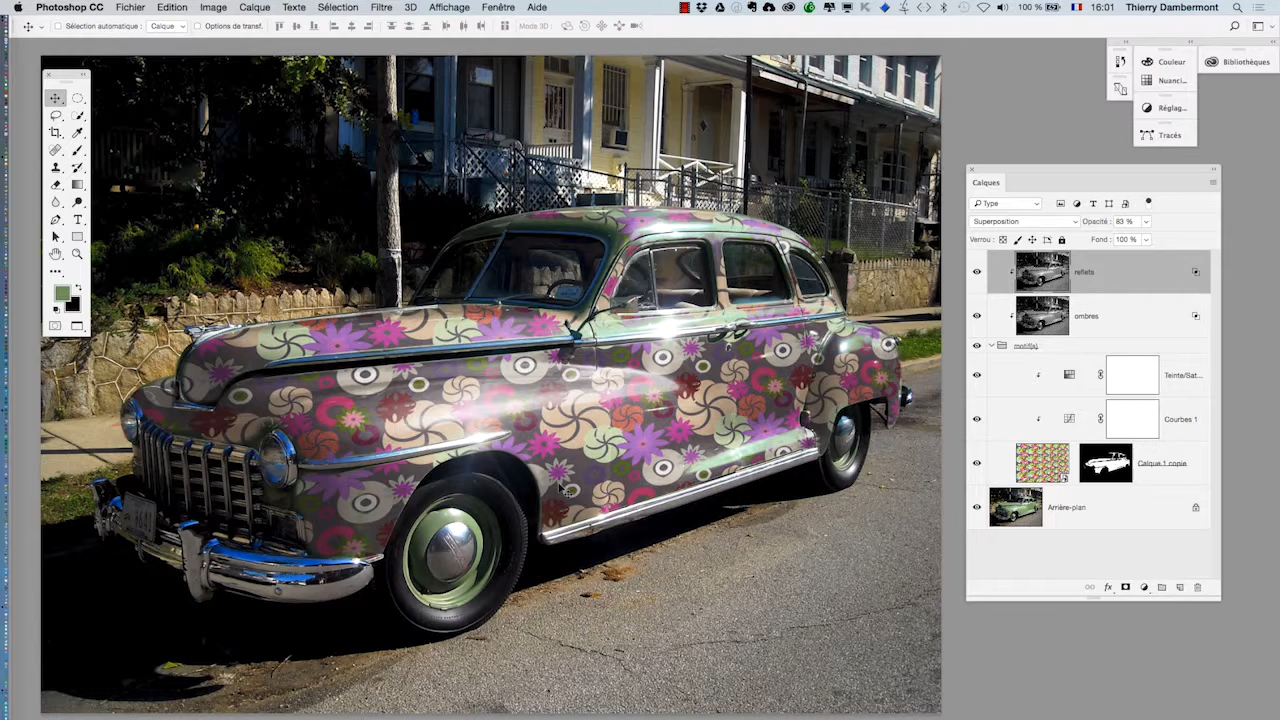 Photoshop CC Fichier Edition Image Calque Texte Sélection Filtre 3D Affichage Fenêtre Aide 100 % 16:01 Thierry Dambermont
Sélection automatique : Calque Options de transf. Mode 3D :
Couleur
Nuanci...
Réglag...
Tracés
Bibliothèques
Calques
Type
Superposition Opacité : 83 %
Verrou : Fond : 100 %
reflets
ombres
motif(s)
Teinte/Sat...
Courbes 1
Calque 1 copie
Arrière-plan